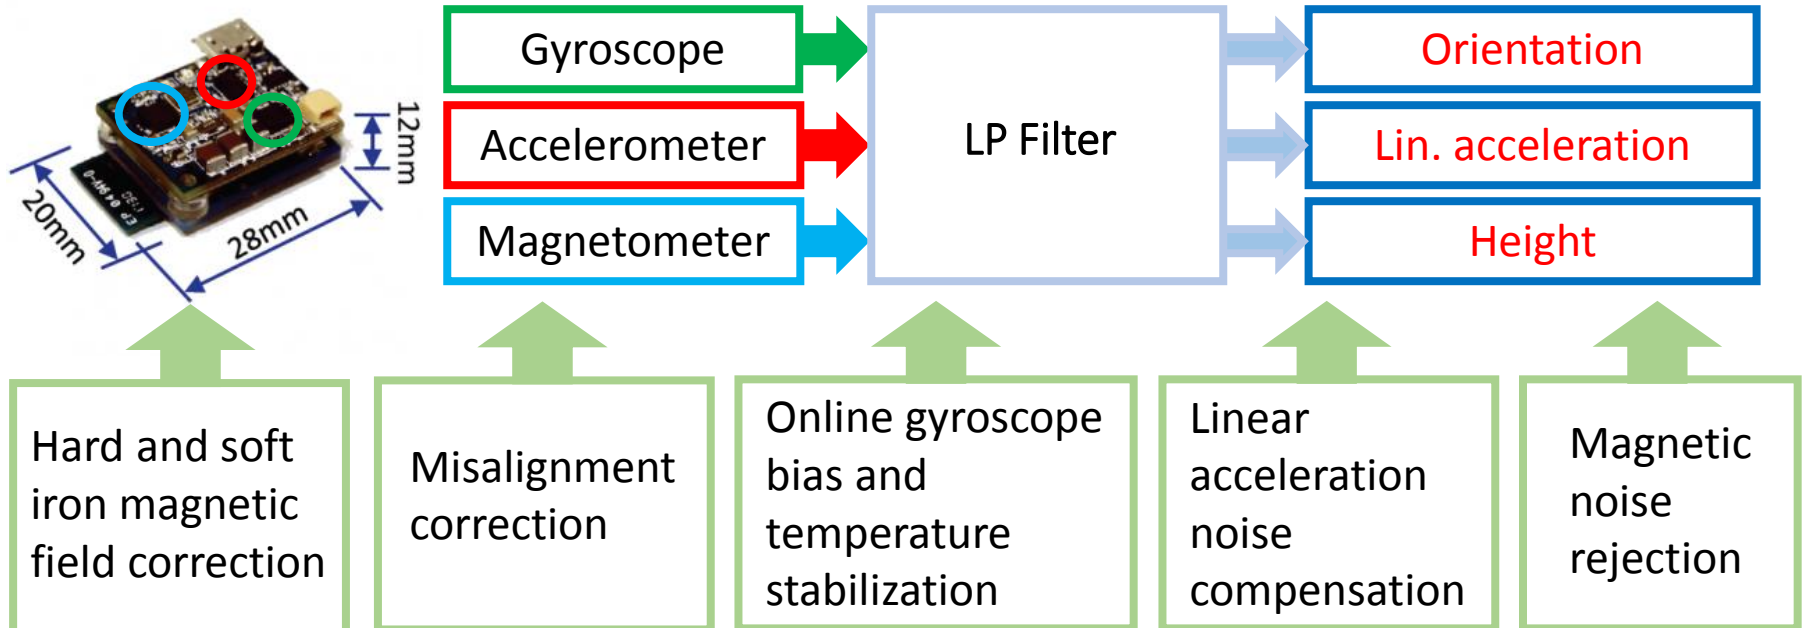 Gyroscope
Accelerometer
Magnetometer
LP Filter
Orientation
Lin. acceleration
Height
12mm
20mm
28mm
Hard and soft
iron magnetic
field correction
Misalignment
correction
Online gyroscope
bias and
temperature
stabilization
Linear
acceleration
noise
compensation
Magnetic
noise
rejection